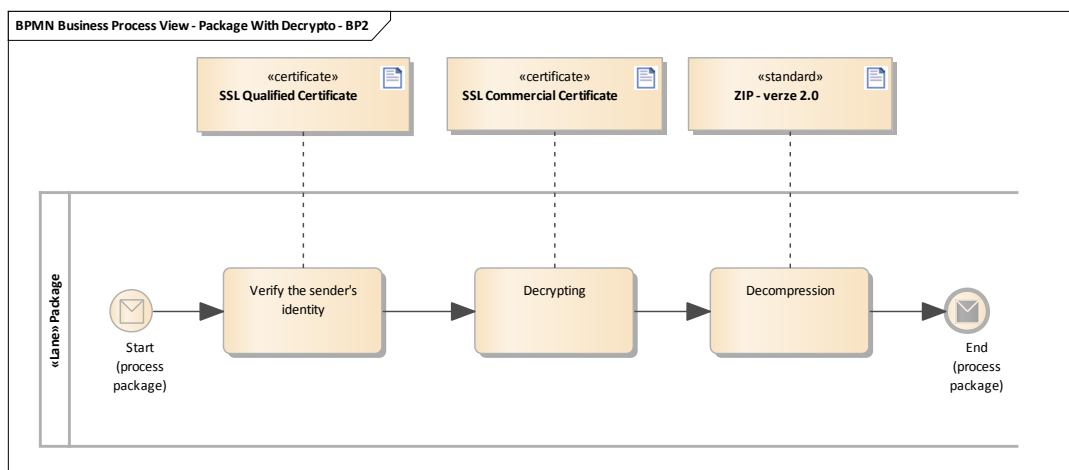 BPMN Business Process View - Package With Decrypto - BP2
«certificate»
SSL Qualified Certificate
«certificate»
SSL Commercial Certificate
«standard»
ZIP - verze 2.0
«Lane» Package
Start
(process
package)
Verify the sender's
identity
Decrypting
Decompression
End
(process
package)